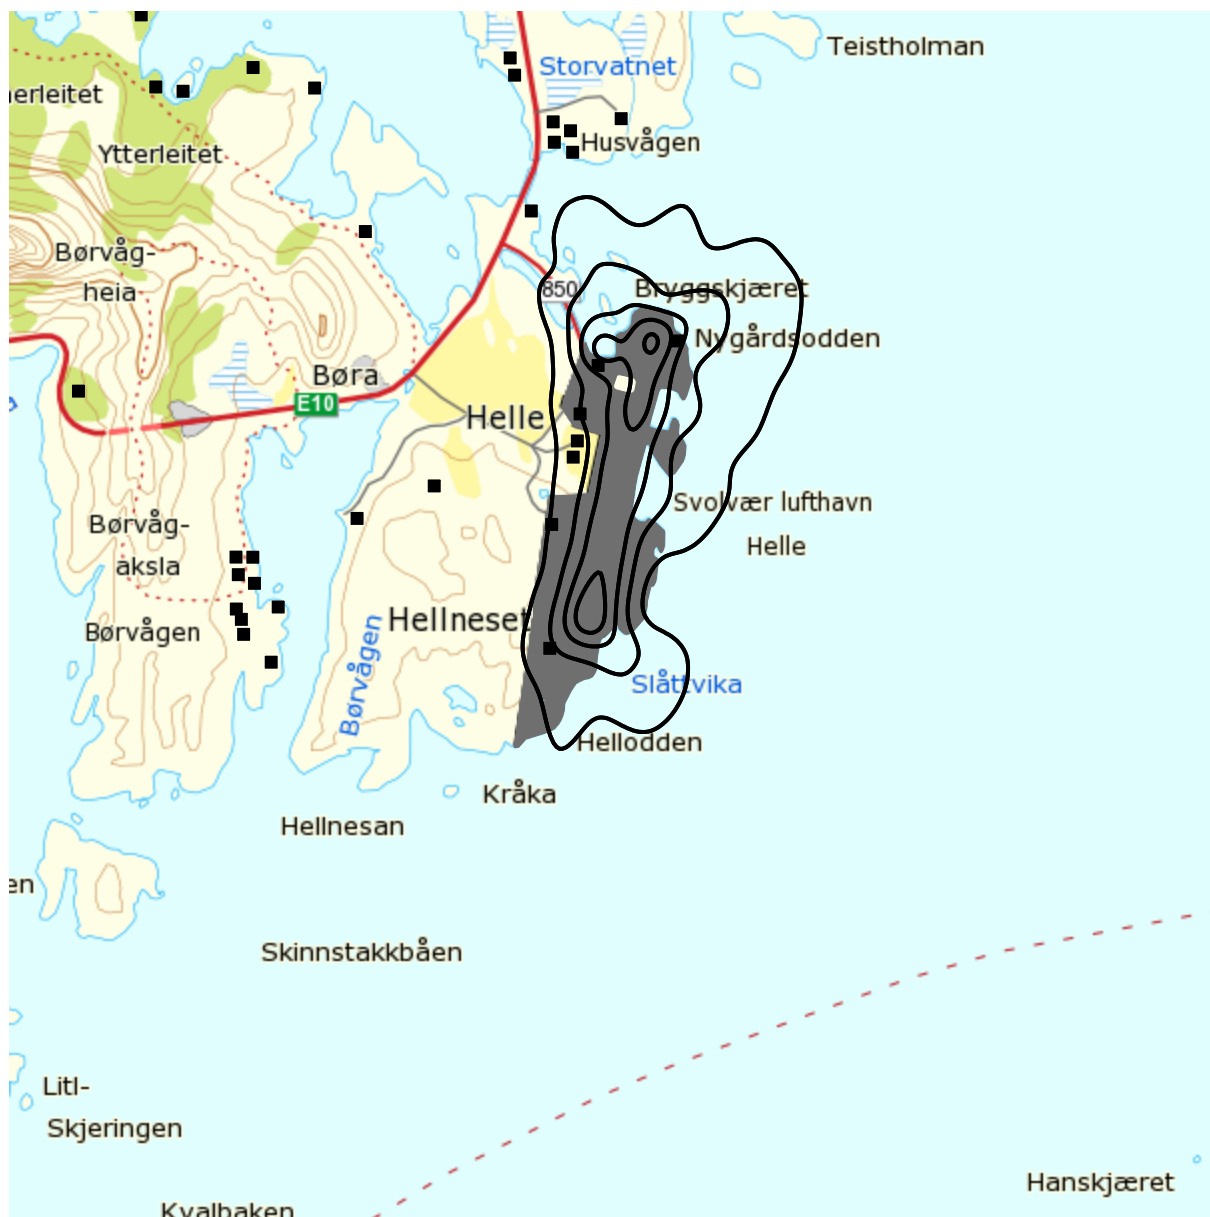 Teistholman
Storvatnet
erleitet
Husvågen
Ytterleitet
Børvåg-
heia
850
Bryggskjæret
Nygårdsodden
Børa
E10
Helle
Svolvær lufthavn
Helle
Børvåg-
aksla
Børvågen
Hellneset
Børvågen
Slåttvika
Hellodden
Kråka
Hellnesan
en
Skinnstakkbåen
Litl-
Skjeringen
Hanskjæret
Kvalbaken